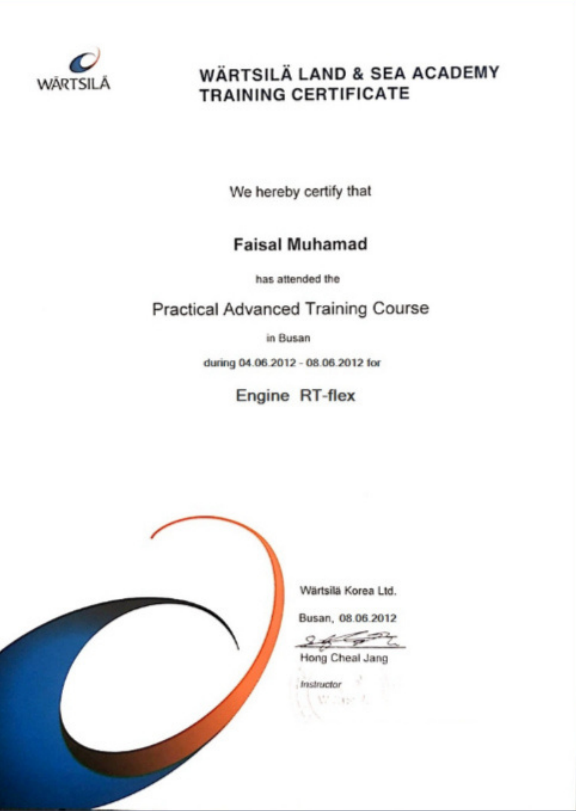 WÄRTSILÄ
WÄRTSILÄ LAND & SEA ACADEMY
TRAINING CERTIFICATE
We hereby certify that
Faisal Muhamad
has attended the
Practical Advanced Training Course
in Busan
during 04.06.2012 - 08.06.2012 for
Engine RT-flex
Wärtsilä Korea Ltd.
Busan, 08.06.2012
Hong Cheal Jang
Instructor